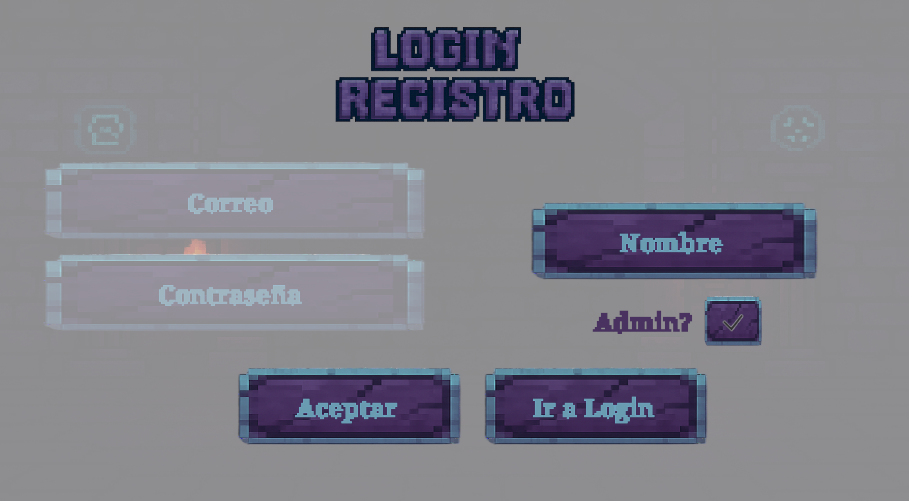 LOGIN
REGISTRO
Correo
Contraseña
Nombre
Admin?
Aceptar
Ir a Login